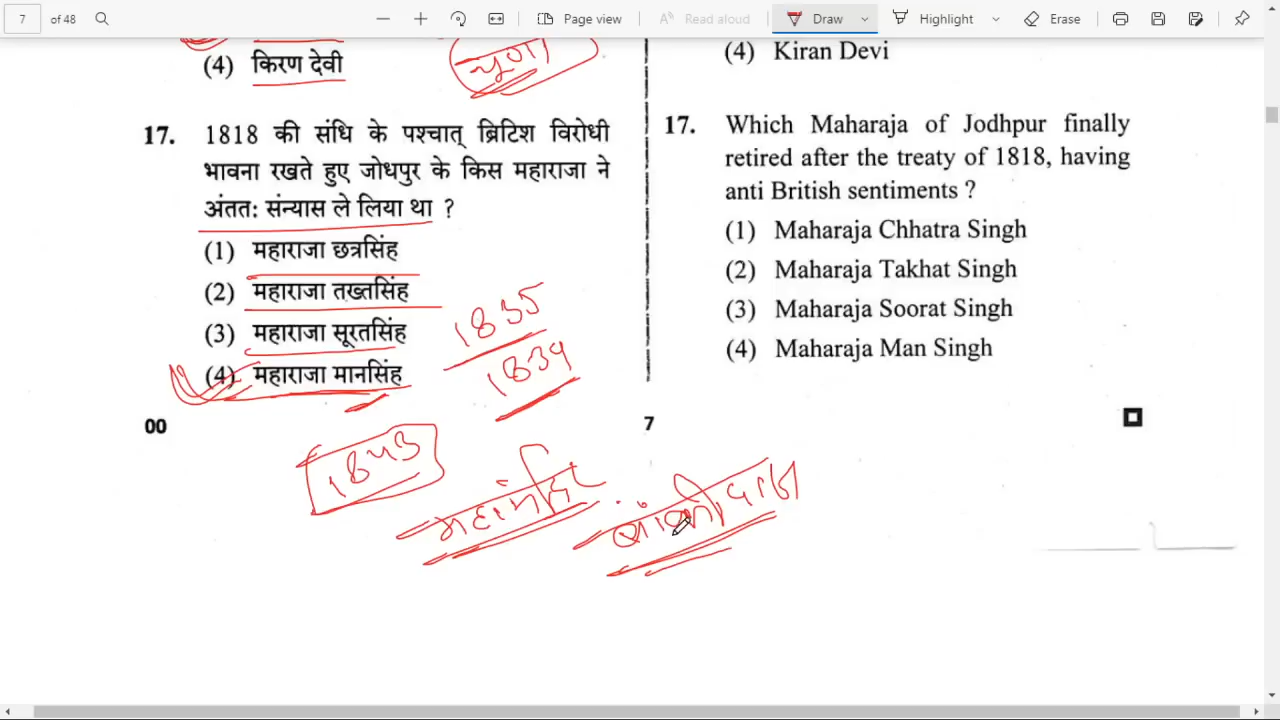 7 of 48 Page view Read aloud Draw Highlight Erase
(4) किरण देवी
चूरू
17. 1818 की संधि के पश्चात् ब्रिटिश विरोधी
भावना रखते हुए जोधपुर के किस महाराजा ने
अंततः संन्यास ले लिया था ?
(1) महाराजा छत्रसिंह
(2) महाराजा तख्तसिंह
(3) महाराजा सूरतसिंह
(4) महाराजा मानसिंह
1835
1839
1843
महामंदिर
बांकीदास
00
7
(4) Kiran Devi
17. Which Maharaja of Jodhpur finally
retired after the treaty of 1818, having
anti British sentiments ?
(1) Maharaja Chhatra Singh
(2) Maharaja Takhat Singh
(3) Maharaja Soorat Singh
(4) Maharaja Man Singh